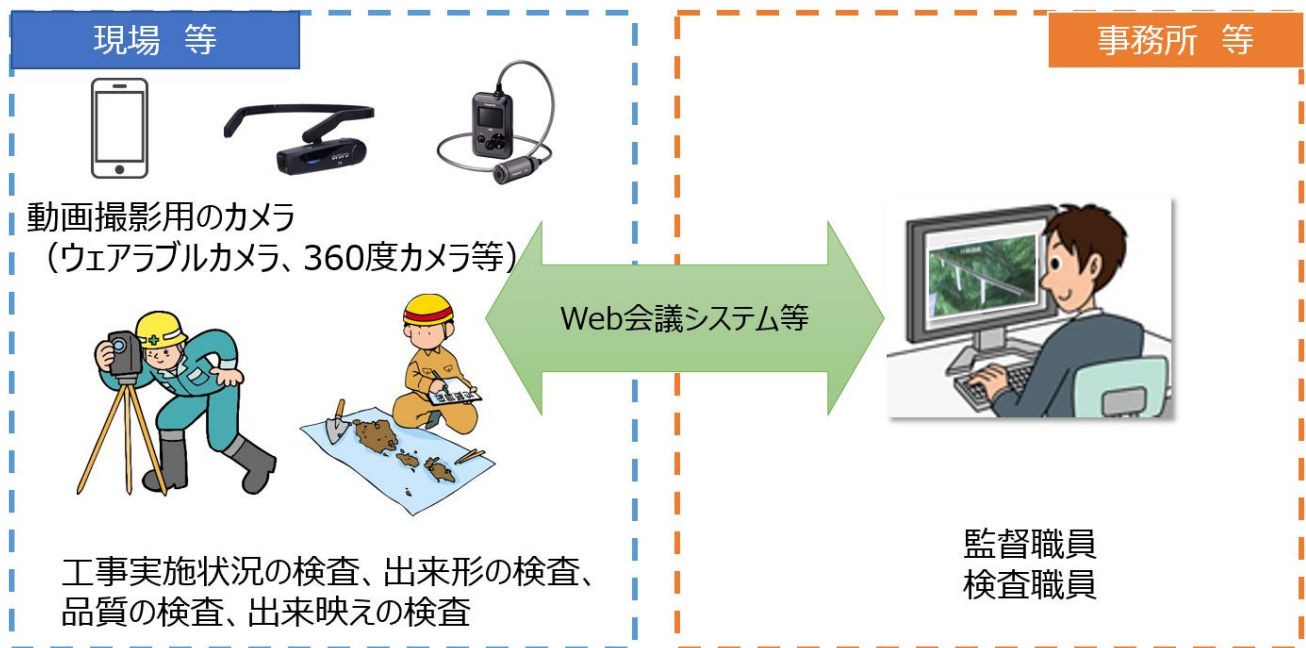 現場 等
事務所 等
動画撮影用のカメラ
（ウェアラブルカメラ、360度カメラ等）
Web会議システム等
工事実施状況の検査、出来形の検査、
品質の検査、出来映えの検査
監督職員
検査職員